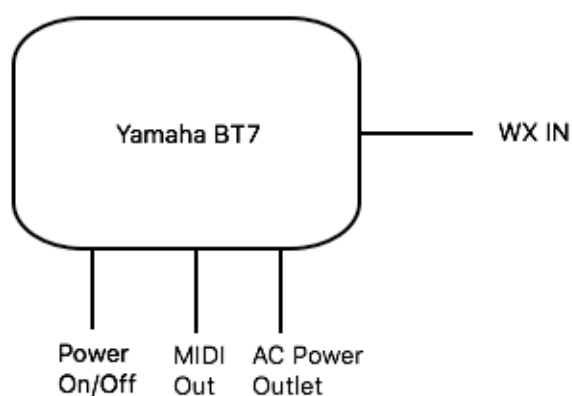 Yamaha BT7
WX IN
Power
On/Off
MIDI
Out
AC Power
Outlet